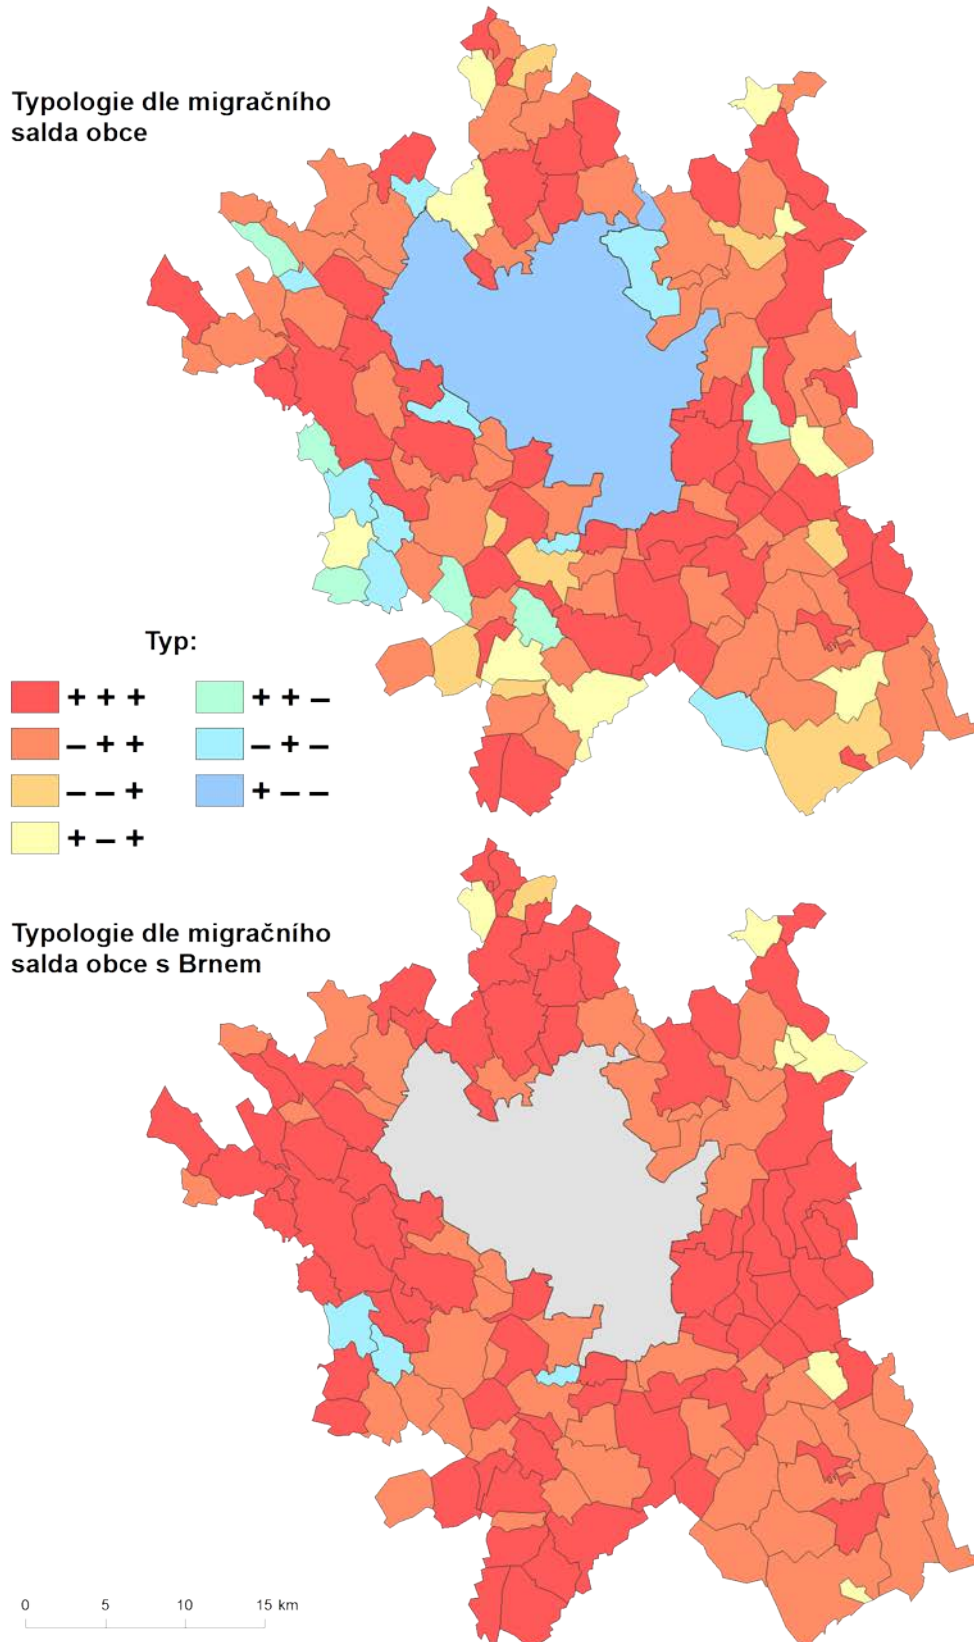 Typologie dle migračního
salda obce
Typ:
+ + +
+ + –
– + +
– + –
– – +
+ – –
+ – +
Typologie dle migračního
salda obce s Brnem
0 5 10 15 km